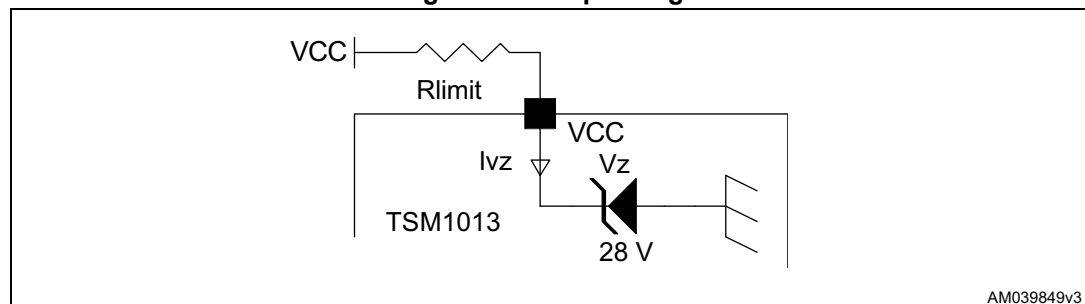 VCC
Rlimit
VCC
Ivz
Vz
TSM1013
28 V
AM039849v3